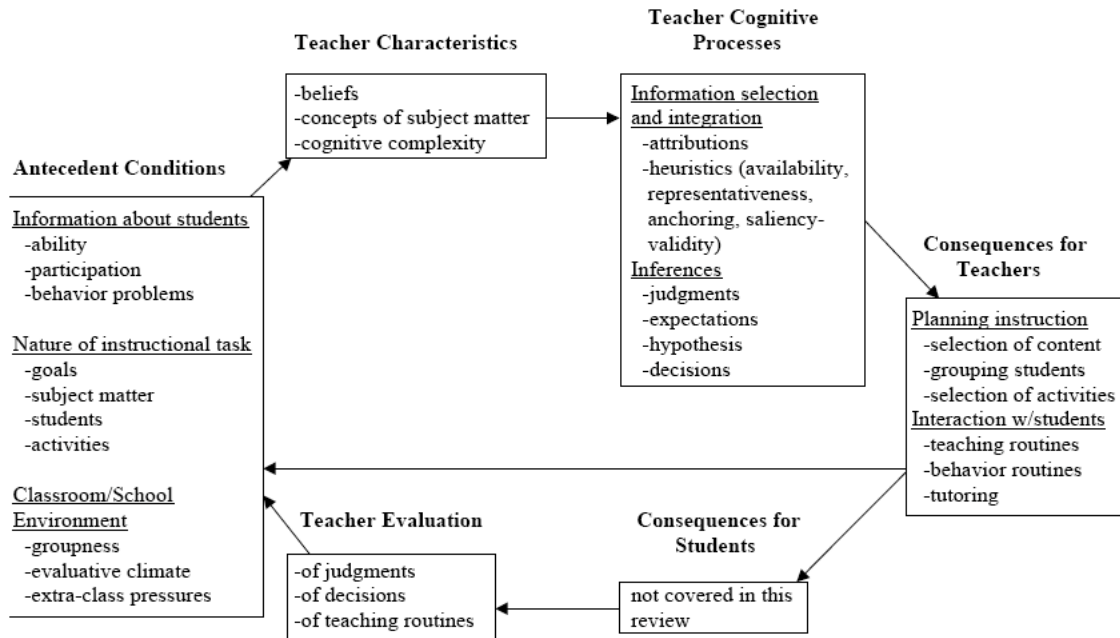 Teacher Characteristics
-beliefs
-concepts of subject matter
-cognitive complexity
Teacher Cognitive
Processes
Information selection
and integration
-attributions
-heuristics (availability,
representativeness,
anchoring, saliency-
validity)
Inferences
-judgments
-expectations
-hypothesis
-decisions
Antecedent Conditions
Information about students
-ability
-participation
-behavior problems
Nature of instructional task
-goals
-subject matter
-students
-activities
Classroom/School
Environment
-groupness
-evaluative climate
-extra-class pressures
Consequences for
Teachers
Planning instruction
-selection of content
-grouping students
-selection of activities
Interaction w/students
-teaching routines
-behavior routines
-tutoring
Consequences for
Students
not covered in this
review
Teacher Evaluation
-of judgments
-of decisions
-of teaching routines